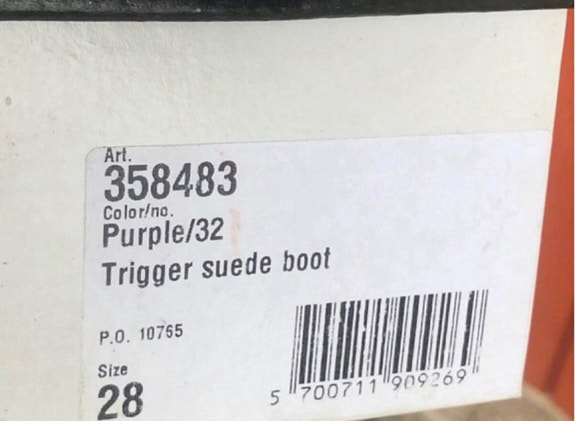 Art.
358483
Color/no.
Purple/32
Trigger suede boot
P.O. 10765
Size
28
5 700711 909269